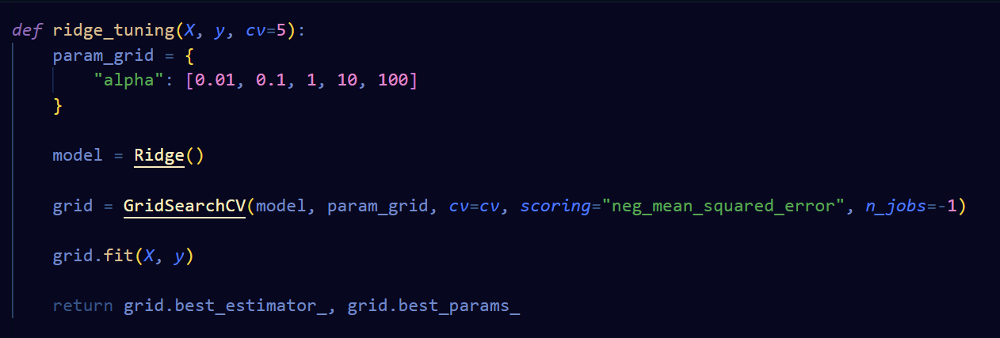 def ridge_tuning(X, y, cv=5):
    param_grid = {
        "alpha": [0.01, 0.1, 1, 10, 100]
    }
    model = Ridge()
    grid = GridSearchCV(model, param_grid, cv=cv, scoring="neg_mean_squared_error", n_jobs=-1)
    grid.fit(X, y)
    return grid.best_estimator_, grid.best_params_